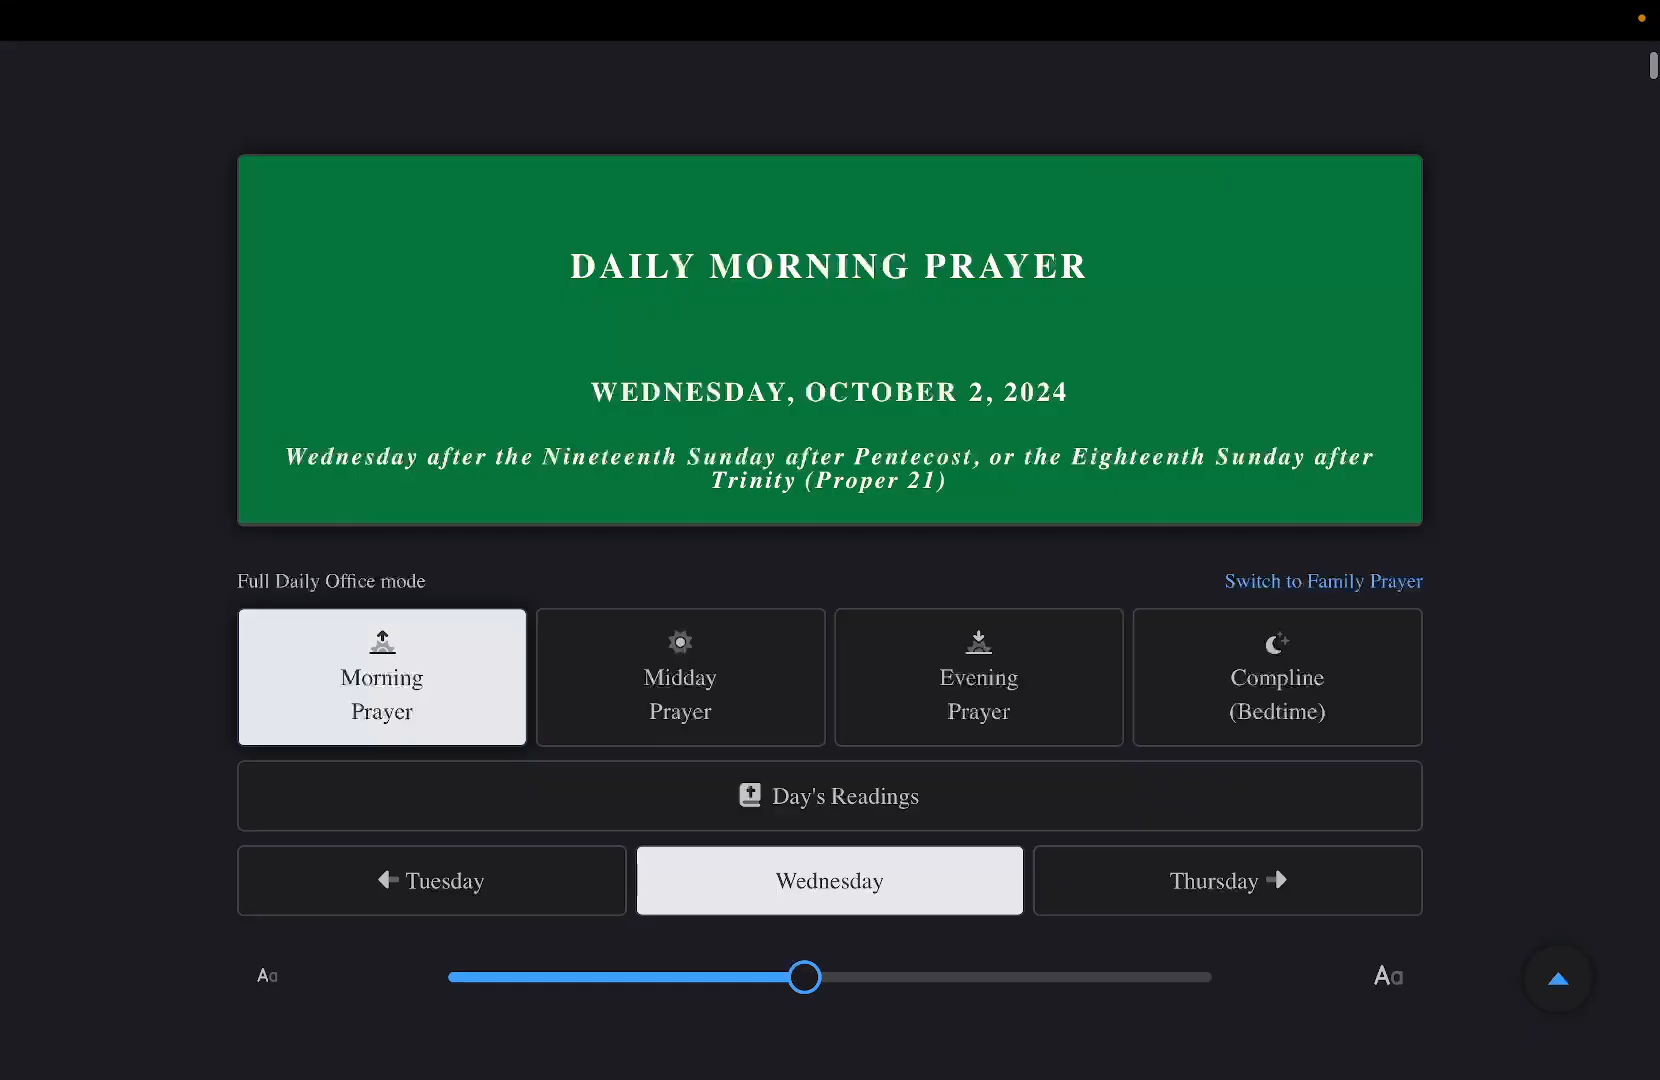 DAILY MORNING PRAYER
WEDNESDAY, OCTOBER 2, 2024
Wednesday after the Nineteenth Sunday after Pentecost, or the Eighteenth Sunday after
Trinity (Proper 21)
Full Daily Office mode
Switch to Family Prayer
Morning
Prayer
Midday
Prayer
Evening
Prayer
Compline
(Bedtime)
Day's Readings
Tuesday
Wednesday
Thursday
Aa
Aa